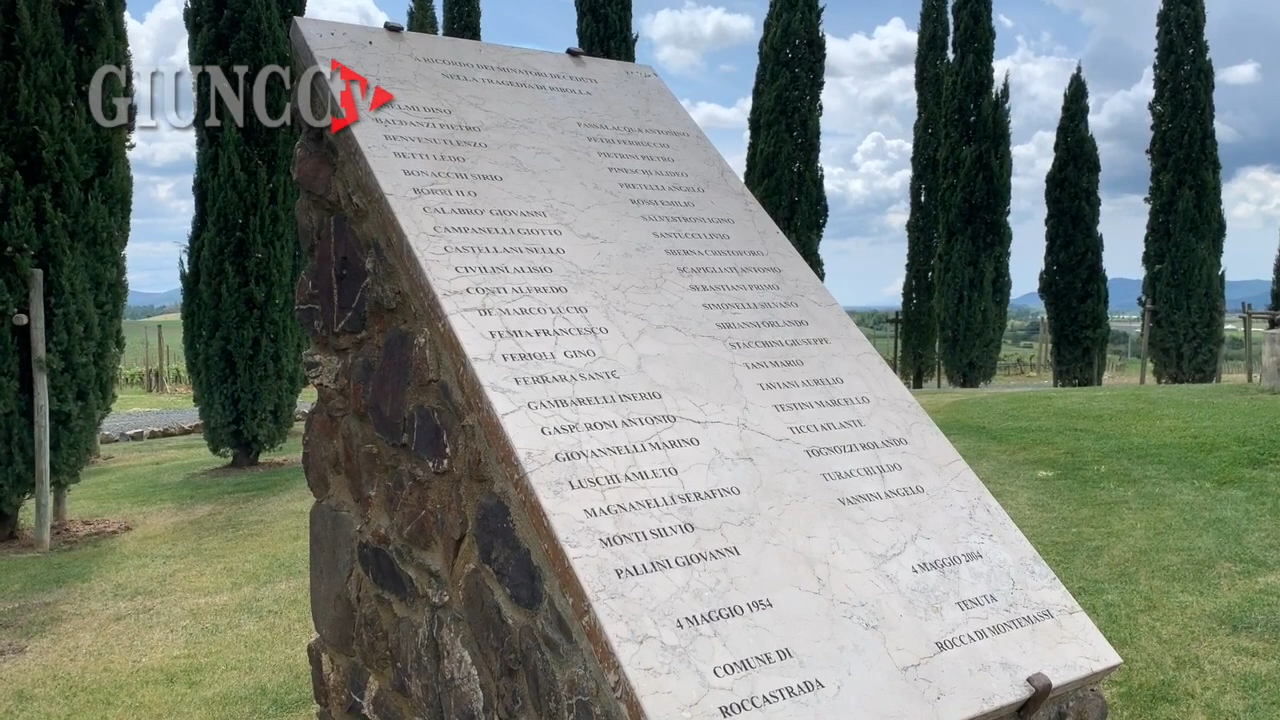 GIUNCO TV
A RICORDO DEI MINATORI DECEDUTI
NELLA TRAGEDIA DI RIBOLLA
BALDANZI PIETRO
BENVENUTI ENZO
BETTI LEDO
BONACCHI SIRIO
BORRI ILO
CALABRO' GIOVANNI
CAMPANELLI GIOTTO
CASTELLANI NELLO
CIVILINI ALISIO
CONTI ALFREDO
DE MARCO LUCIO
FEMIA FRANCESCO
FERIOLI GINO
FERRARA SANTE
GAMBARELLI INERIO
GASPERONI ANTONIO
GIOVANNELLI MARINO
LUSCHI AMLETO
MAGNANELLI SERAFINO
MONTI SILVIO
PALLINI GIOVANNI
4 MAGGIO 1954
COMUNE DI
ROCCASTRADA
PASSALACQUA ANTONINO
PETRI FERRUCCIO
PIETRINI PIETRO
PINESCHI ALIDEO
PRETELLI ANGELO
ROSSI EMILIO
SALVESTRONI IGINO
SANTUCCI LIVIO
SBERNA CRISTOFORO
SCAPIGLIATI ANTONIO
SEBASTIANI PRIMO
SIMONELLI SILVANO
SIRIANNI ORLANDO
STACCHINI GIUSEPPE
TANI MARIO
TAVIANI AURELIO
TESTINI MARCELLO
TICCI ATLANTE
TOGNOZZI ROLANDO
TURACCHI ILDO
VANNINI ANGELO
4 MAGGIO 2004
TENUTA
ROCCA DI MONTEMASSI